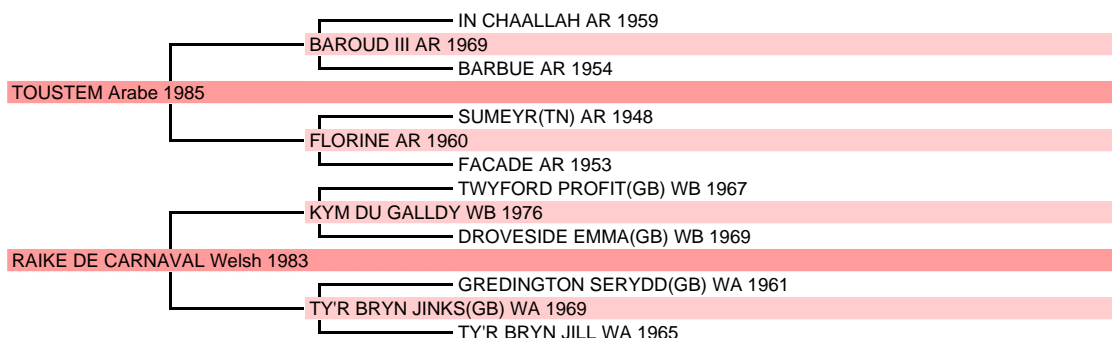 IN CHAALLAH AR 1959
BAROUD III AR 1969
BARBUE AR 1954
TOUSTEM Arabe 1985
SUMEYR(TN) AR 1948
FLORINE AR 1960
FACADE AR 1953
TWYFORD PROFIT(GB) WB 1967
KYM DU GALLDY WB 1976
DROVESIDE EMMA(GB) WB 1969
RAIKE DE CARNAVAL Welsh 1983
GREDINGTON SERYDD(GB) WA 1961
TY'R BRYN JINKS(GB) WA 1969
TY'R BRYN JILL WA 1965